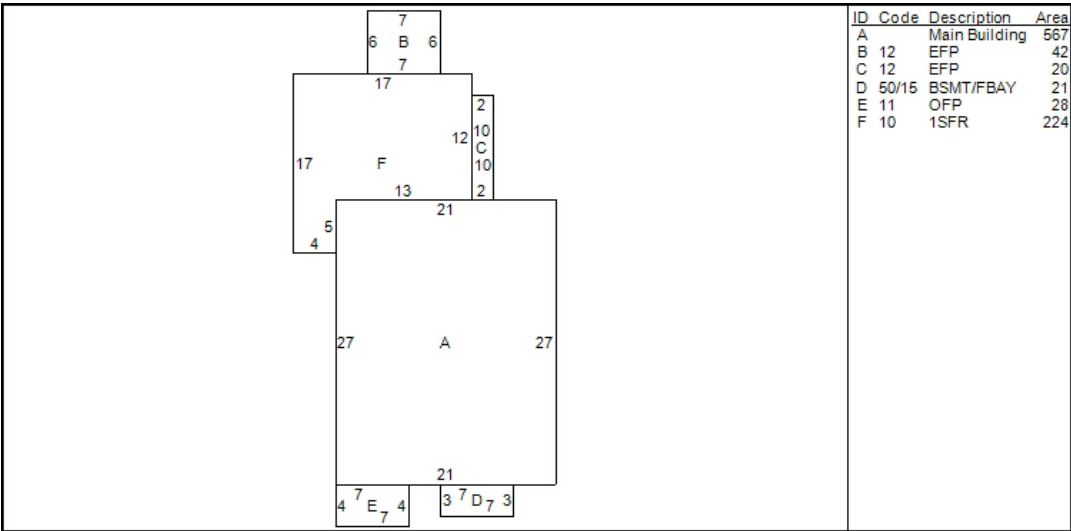 7
6 B 6
7
17
2
12 10
C
17 F 10
13 2
21
5
4
27 A 27
21
4 7 E 7 4 3 7 D 7 3
ID Code Description Area
A Main Building 567
B 12 EFP 42
C 12 EFP 20
D 50/15 BSMT/FBAY 21
E 11 OFP 28
F 10 1SFR 224